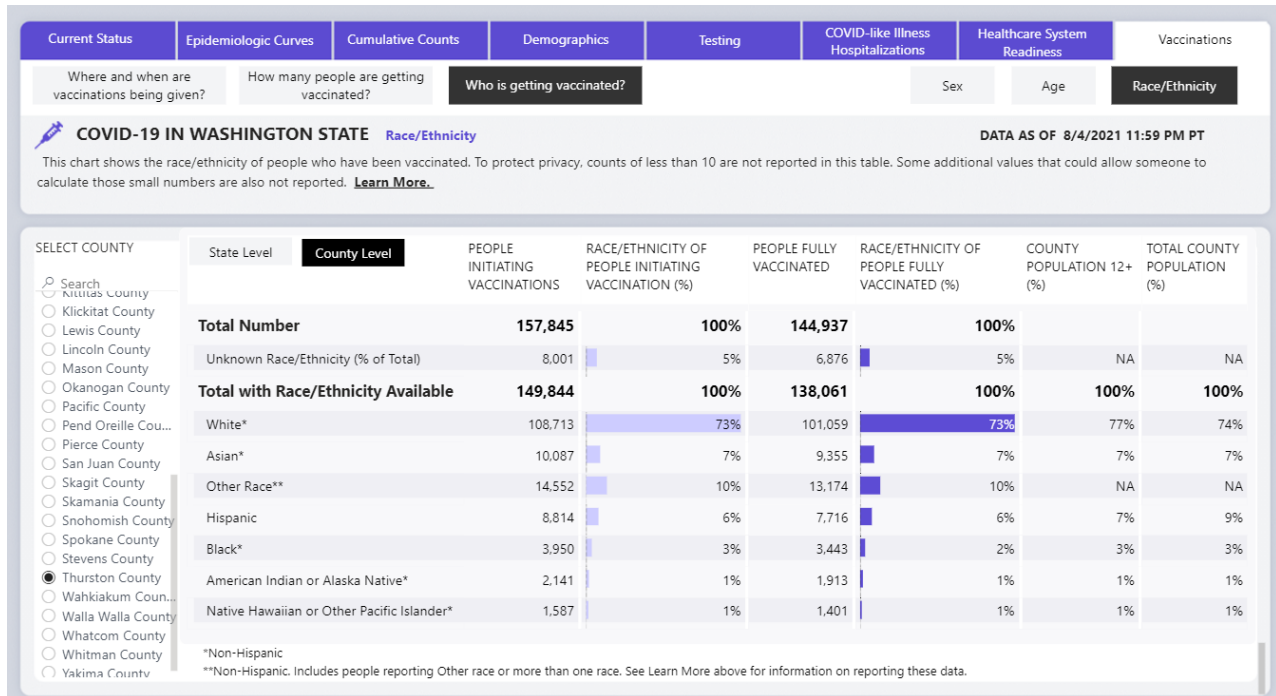 Current Status
Epidemiologic Curves
Cumulative Counts
Demographics
Testing
COVID-like Illness
Hospitalizations
Healthcare System
Readiness
Vaccinations
Where and when are
vaccinations being given?
How many people are getting
vaccinated?
Who is getting vaccinated?
Sex
Age
Race/Ethnicity
COVID-19 IN WASHINGTON STATE Race/Ethnicity
DATA AS OF 8/4/2021 11:59 PM PT
This chart shows the race/ethnicity of people who have been vaccinated. To protect privacy, counts of less than 10 are not reported in this table. Some additional values that could allow someone to
calculate those small numbers are also not reported. Learn More.
SELECT COUNTY
Search
Kittitas County
Klickitat County
Lewis County
Lincoln County
Mason County
Okanogan County
Pacific County
Pend Oreille Cou...
Pierce County
San Juan County
Skagit County
Skamania County
Snohomish County
Spokane County
Stevens County
Thurston County
Wahkiakum Coun...
Walla Walla County
Whatcom County
Whitman County
Yakima County
State Level
County Level
PEOPLE
INITIATING
VACCINATIONS
RACE/ETHNICITY OF
PEOPLE INITIATING
VACCINATION (%)
PEOPLE FULLY
VACCINATED
RACE/ETHNICITY OF
PEOPLE FULLY
VACCINATED (%)
COUNTY
POPULATION 12+
(%)
TOTAL COUNTY
POPULATION
(%)
Total Number 157,845 100% 144,937 100%
Unknown Race/Ethnicity (% of Total) 8,001 5% 6,876 5% NA NA
Total with Race/Ethnicity Available 149,844 100% 138,061 100% 100% 100%
White* 108,713 73% 101,059 73% 77% 74%
Asian* 10,087 7% 9,355 7% 7% 7%
Other Race** 14,552 10% 13,174 10% NA NA
Hispanic 8,814 6% 7,716 6% 7% 9%
Black* 3,950 3% 3,443 2% 3% 3%
American Indian or Alaska Native* 2,141 1% 1,913 1% 1% 1%
Native Hawaiian or Other Pacific Islander* 1,587 1% 1,401 1% 1% 1%
*Non-Hispanic
**Non-Hispanic. Includes people reporting Other race or more than one race. See Learn More above for information on reporting these data.